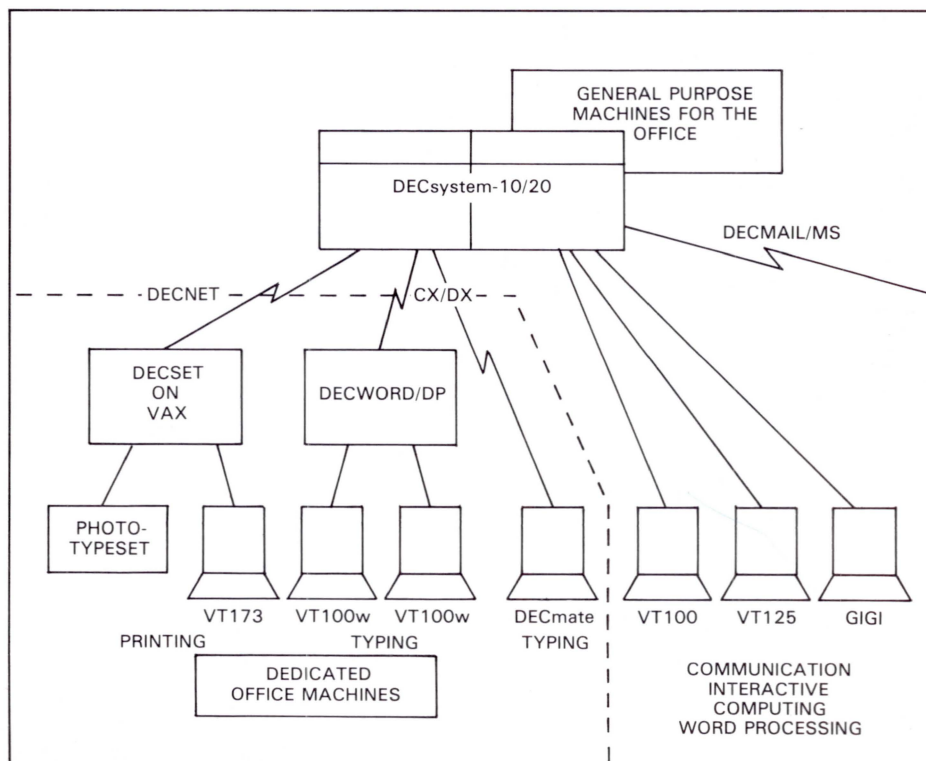 GENERAL PURPOSE
MACHINES FOR THE
OFFICE
DECsystem-10/20
DECMAIL/MS
DECNET
CX/DX
DECSET
ON
VAX
DECWORD/DP
PHOTO-
TYPESET
VT173
VT100w
VT100w
DECmate
VT100
VT125
GIGI
PRINTING
TYPING
TYPING
DEDICATED
OFFICE MACHINES
COMMUNICATION
INTERACTIVE
COMPUTING
WORD PROCESSING